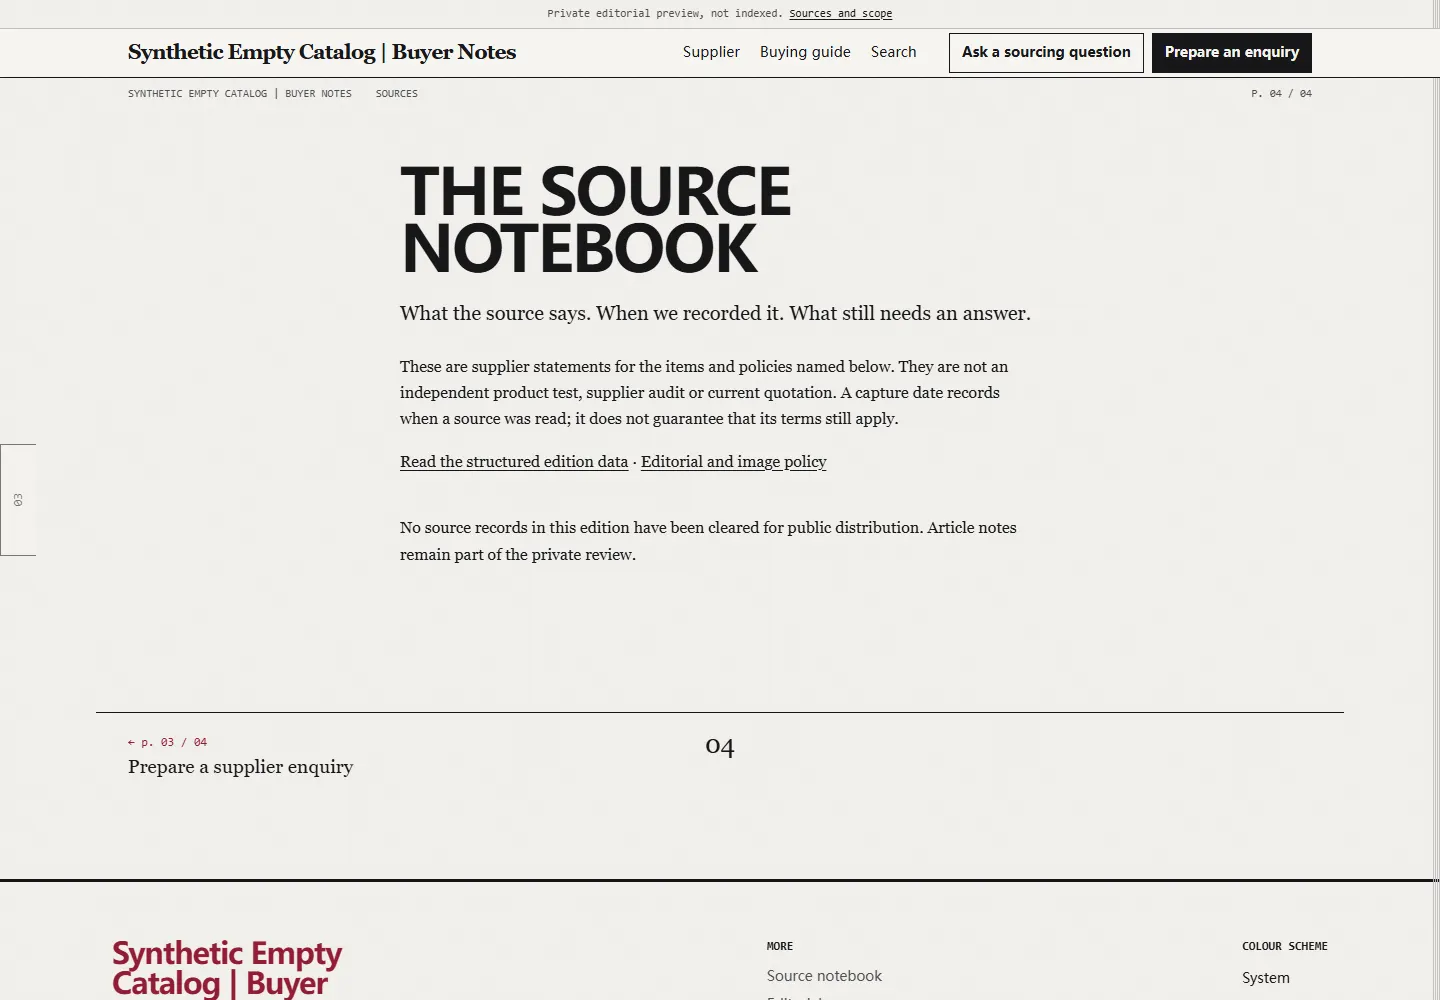 Private editorial preview, not indexed. Sources and scope
Synthetic Empty Catalog | Buyer Notes
Supplier
Buying guide
Search
Ask a sourcing question
Prepare an enquiry
SYNTHETIC EMPTY CATALOG | BUYER NOTES
SOURCES
P. 04 / 04
THE SOURCE
NOTEBOOK
What the source says. When we recorded it. What still needs an answer.
These are supplier statements for the items and policies named below. They are not an
independent product test, supplier audit or current quotation. A capture date records
when a source was read; it does not guarantee that its terms still apply.
Read the structured edition data · Editorial and image policy
03
No source records in this edition have been cleared for public distribution. Article notes
remain part of the private review.
← p. 03 / 04
Prepare a supplier enquiry
04
Synthetic Empty
Catalog | Buyer
MORE
Source notebook
COLOUR SCHEME
System